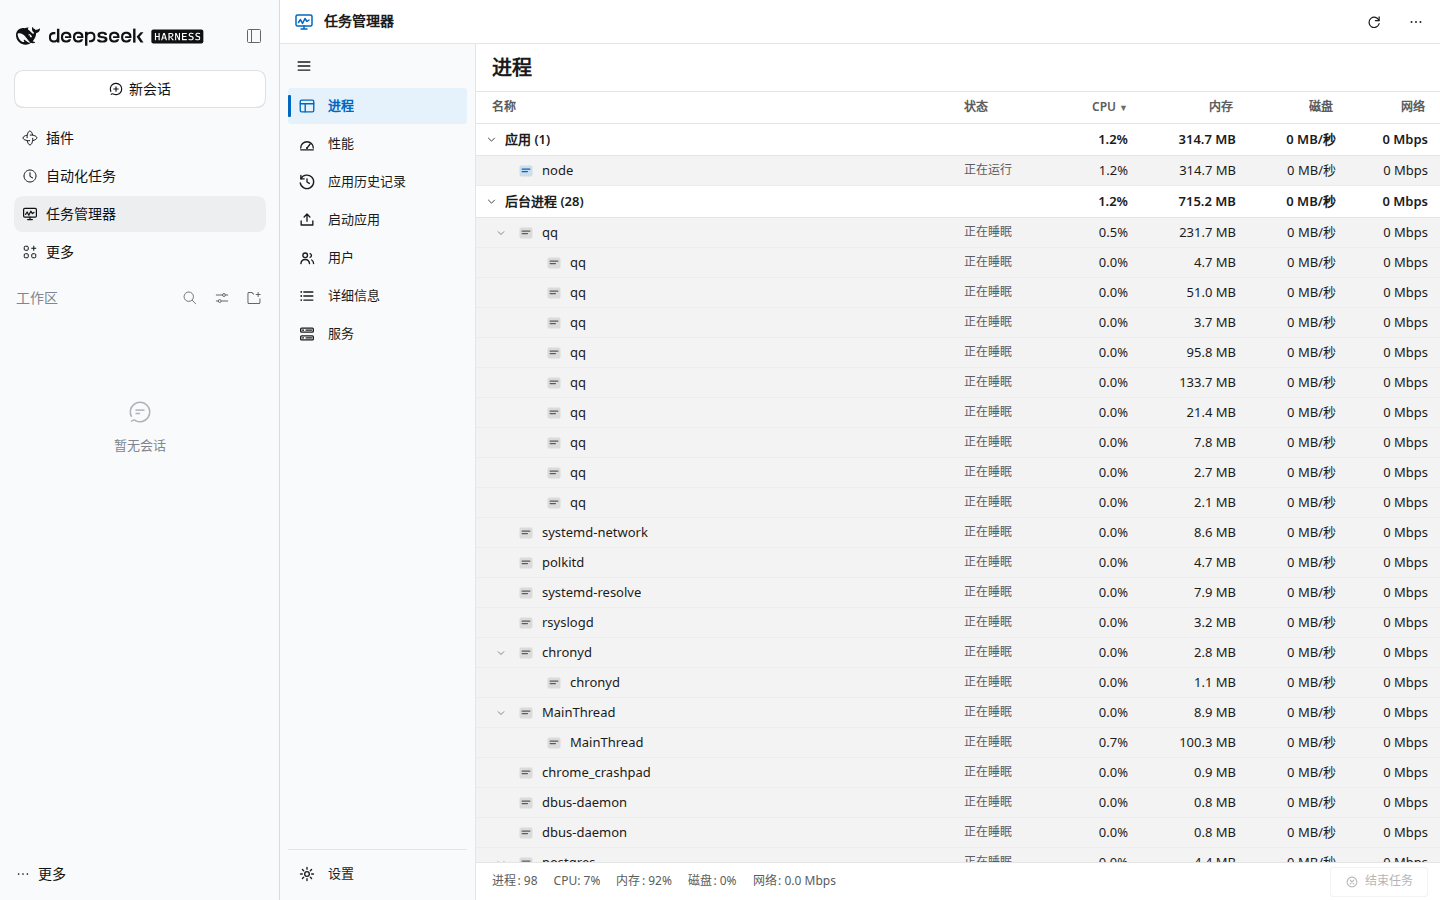 deepseek HARNESS
新会话
插件
自动化任务
任务管理器
更多
工作区
暂无会话
更多
任务管理器
进程
性能
应用历史记录
启动应用
用户
详细信息
服务
设置
进程
名称 状态 CPU ▼ 内存 磁盘 网络
应用 (1) 1.2% 314.7 MB 0 MB/秒 0 Mbps
node 正在运行 1.2% 314.7 MB 0 MB/秒 0 Mbps
后台进程 (28) 1.2% 715.2 MB 0 MB/秒 0 Mbps
qq 正在睡眠 0.5% 231.7 MB 0 MB/秒 0 Mbps
qq 正在睡眠 0.0% 4.7 MB 0 MB/秒 0 Mbps
qq 正在睡眠 0.0% 51.0 MB 0 MB/秒 0 Mbps
qq 正在睡眠 0.0% 3.7 MB 0 MB/秒 0 Mbps
qq 正在睡眠 0.0% 95.8 MB 0 MB/秒 0 Mbps
qq 正在睡眠 0.0% 133.7 MB 0 MB/秒 0 Mbps
qq 正在睡眠 0.0% 21.4 MB 0 MB/秒 0 Mbps
qq 正在睡眠 0.0% 7.8 MB 0 MB/秒 0 Mbps
qq 正在睡眠 0.0% 2.7 MB 0 MB/秒 0 Mbps
qq 正在睡眠 0.0% 2.1 MB 0 MB/秒 0 Mbps
systemd-network 正在睡眠 0.0% 8.6 MB 0 MB/秒 0 Mbps
polkitd 正在睡眠 0.0% 4.7 MB 0 MB/秒 0 Mbps
systemd-resolve 正在睡眠 0.0% 7.9 MB 0 MB/秒 0 Mbps
rsyslogd 正在睡眠 0.0% 3.2 MB 0 MB/秒 0 Mbps
chronyd 正在睡眠 0.0% 2.8 MB 0 MB/秒 0 Mbps
chronyd 正在睡眠 0.0% 1.1 MB 0 MB/秒 0 Mbps
MainThread 正在睡眠 0.0% 8.9 MB 0 MB/秒 0 Mbps
MainThread 正在睡眠 0.7% 100.3 MB 0 MB/秒 0 Mbps
chrome_crashpad 正在睡眠 0.0% 0.9 MB 0 MB/秒 0 Mbps
dbus-daemon 正在睡眠 0.0% 0.8 MB 0 MB/秒 0 Mbps
dbus-daemon 正在睡眠 0.0% 0.8 MB 0 MB/秒 0 Mbps
postgres 正在睡眠 0.0% 4.4 MB 0 MB/秒 0 Mbps
进程: 98 CPU: 7% 内存: 92% 磁盘: 0% 网络: 0.0 Mbps
结束任务